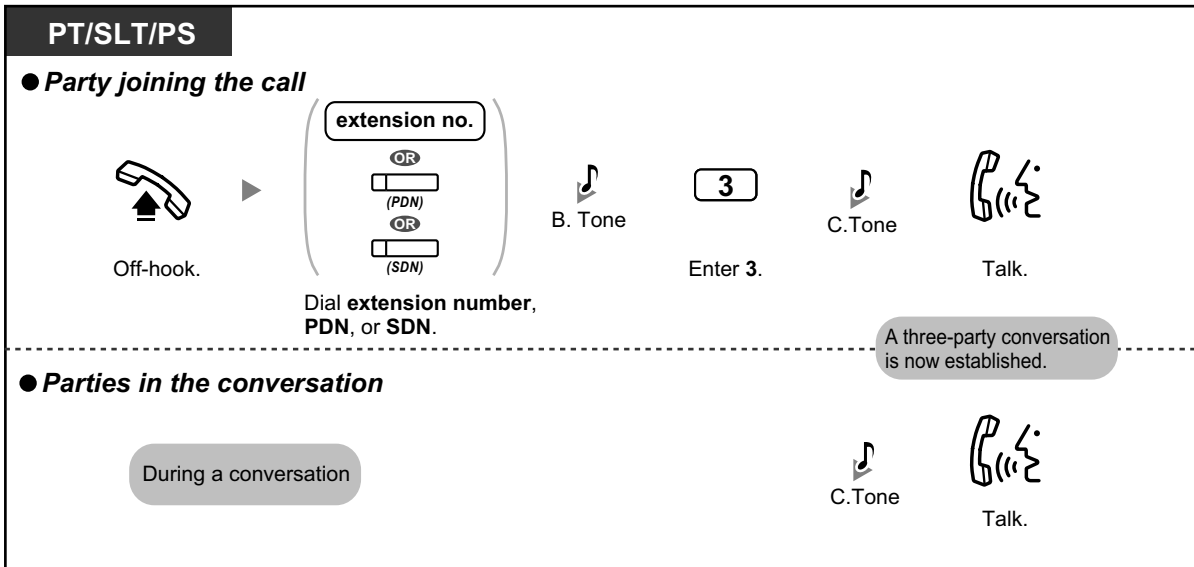 PT/SLT/PS
● Party joining the call
extension no.
OR
(PDN)
OR
(SDN)
B. Tone
3
C.Tone
Off-hook.
Enter 3.
Talk.
Dial extension number,
PDN, or SDN.
A three-party conversation
is now established.
● Parties in the conversation
During a conversation
C.Tone
Talk.